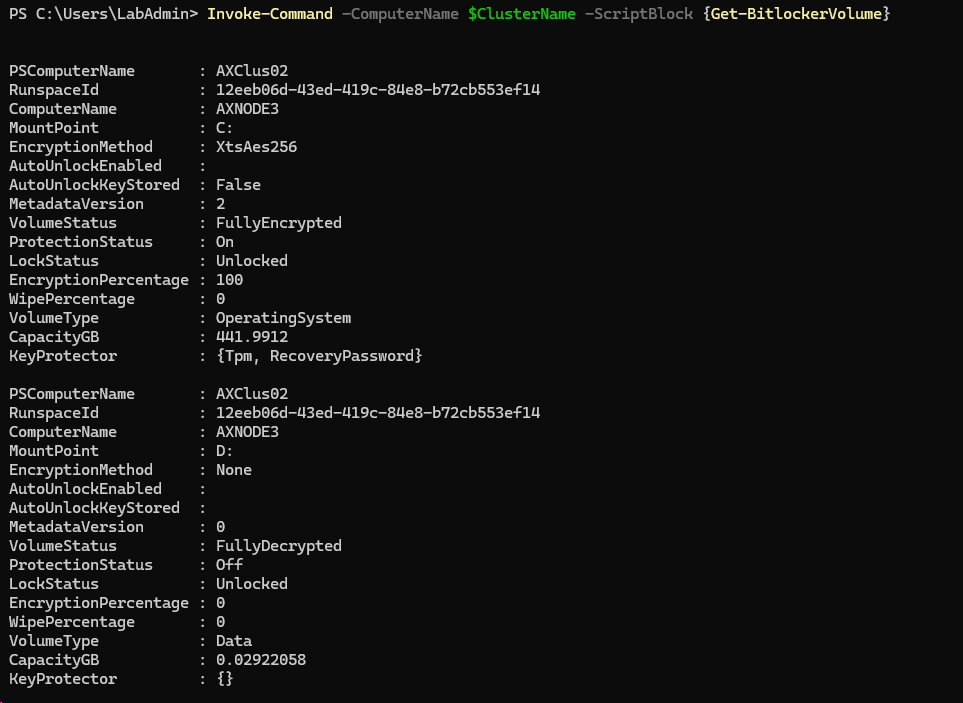 PS C:\Users\LabAdmin> Invoke-Command -ComputerName $ClusterName -ScriptBlock {Get-BitlockerVolume}
PSComputerName       : AXClus02
RunspaceId           : 12eeb06d-43ed-419c-84e8-b72cb553ef14
ComputerName         : AXNODE3
MountPoint           : C:
EncryptionMethod     : XtsAes256
AutoUnlockEnabled    :
AutoUnlockKeyStored  : False
MetadataVersion      : 2
VolumeStatus         : FullyEncrypted
ProtectionStatus     : On
LockStatus           : Unlocked
EncryptionPercentage : 100
WipePercentage       : 0
VolumeType           : OperatingSystem
CapacityGB           : 441.9912
KeyProtector         : {Tpm, RecoveryPassword}
PSComputerName       : AXClus02
RunspaceId           : 12eeb06d-43ed-419c-84e8-b72cb553ef14
ComputerName         : AXNODE3
MountPoint           : D:
EncryptionMethod     : None
AutoUnlockEnabled    :
AutoUnlockKeyStored  :
MetadataVersion      : 0
VolumeStatus         : FullyDecrypted
ProtectionStatus     : Off
LockStatus           : Unlocked
EncryptionPercentage : 0
WipePercentage       : 0
VolumeType           : Data
CapacityGB           : 0.02922058
KeyProtector         : {}